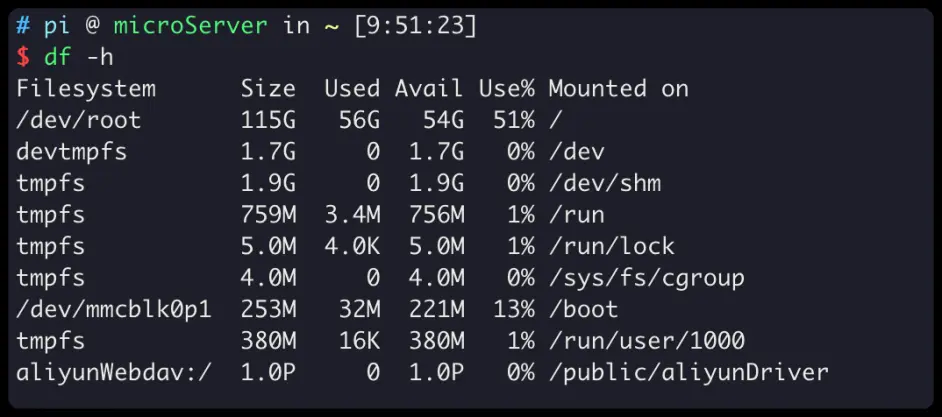 # pi @ microServer in ~ [9:51:23]
$ df -h
Filesystem      Size  Used Avail Use% Mounted on
/dev/root       115G   56G   54G  51% /
devtmpfs        1.7G     0  1.7G   0% /dev
tmpfs           1.9G     0  1.9G   0% /dev/shm
tmpfs           759M  3.4M  756M   1% /run
tmpfs           5.0M  4.0K  5.0M   1% /run/lock
tmpfs           4.0M     0  4.0M   0% /sys/fs/cgroup
/dev/mmcblk0p1  253M   32M  221M  13% /boot
tmpfs           380M   16K  380M   1% /run/user/1000
aliyunWebdav:/  1.0P     0  1.0P   0% /public/aliyunDriver